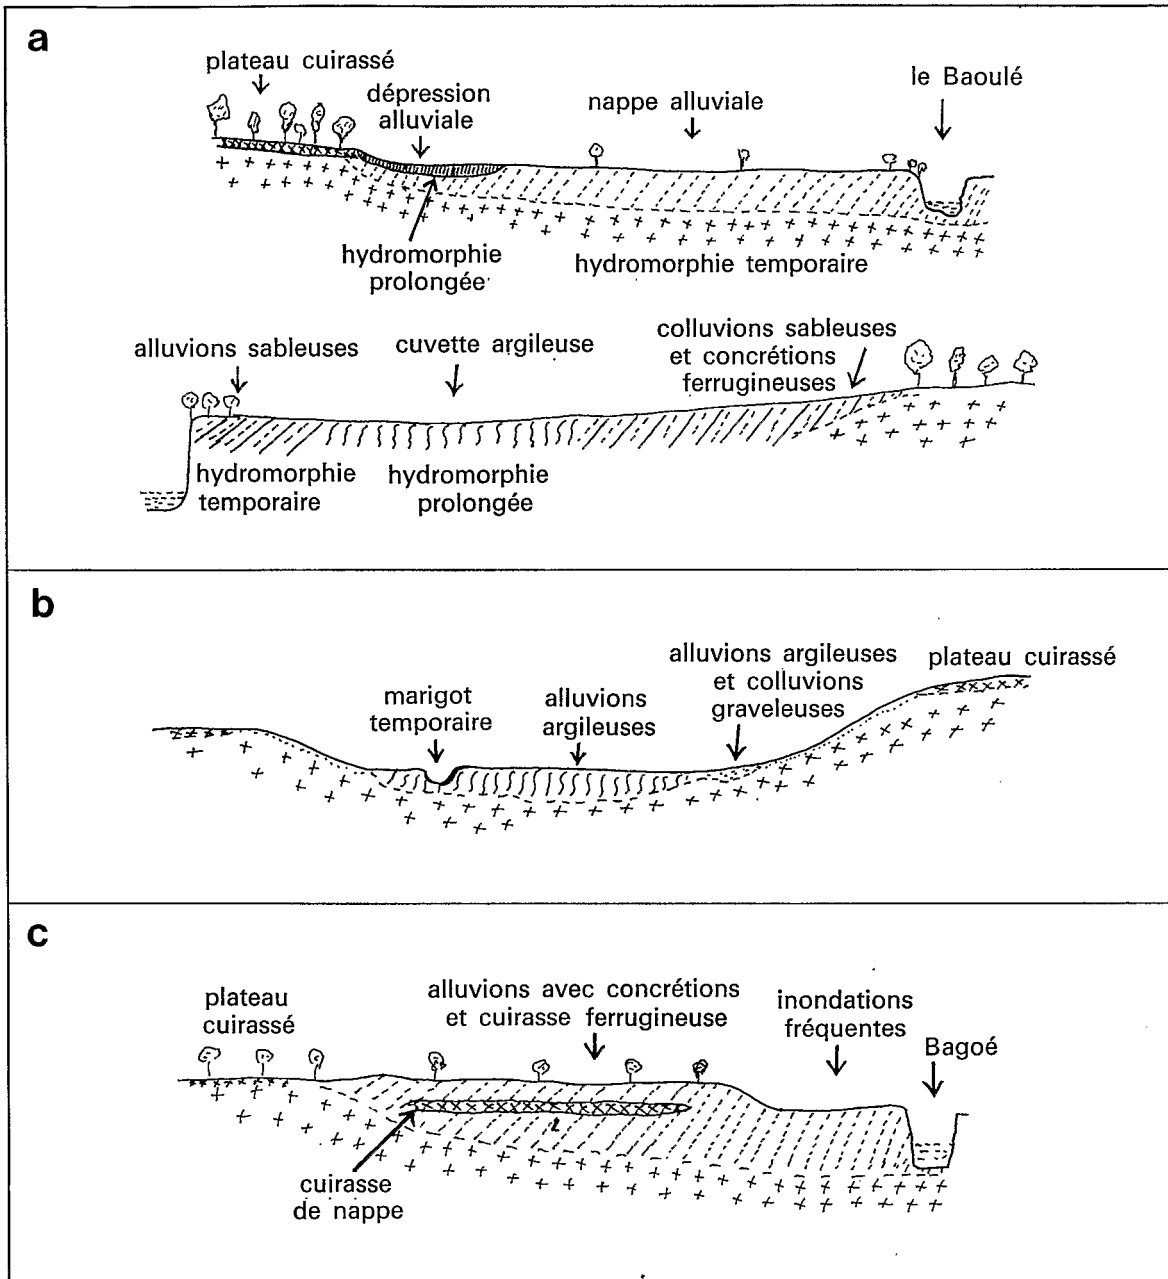 a
plateau cuirassé
dépression
alluviale
nappe alluviale
le Baoulé
hydromorphie
prolongée
hydromorphie temporaire
alluvions sableuses
cuvette argileuse
colluvions sableuses
et concrétions
ferrugineuses
hydromorphie
temporaire
hydromorphie
prolongée
b
marigot
temporaire
alluvions
argileuses
alluvions argileuses
et colluvions
graveleuses
plateau cuirassé
c
plateau
cuirassé
alluvions avec concrétions
et cuirasse ferrugineuse
inondations
fréquentes
Bagoé
cuirasse
de nappe